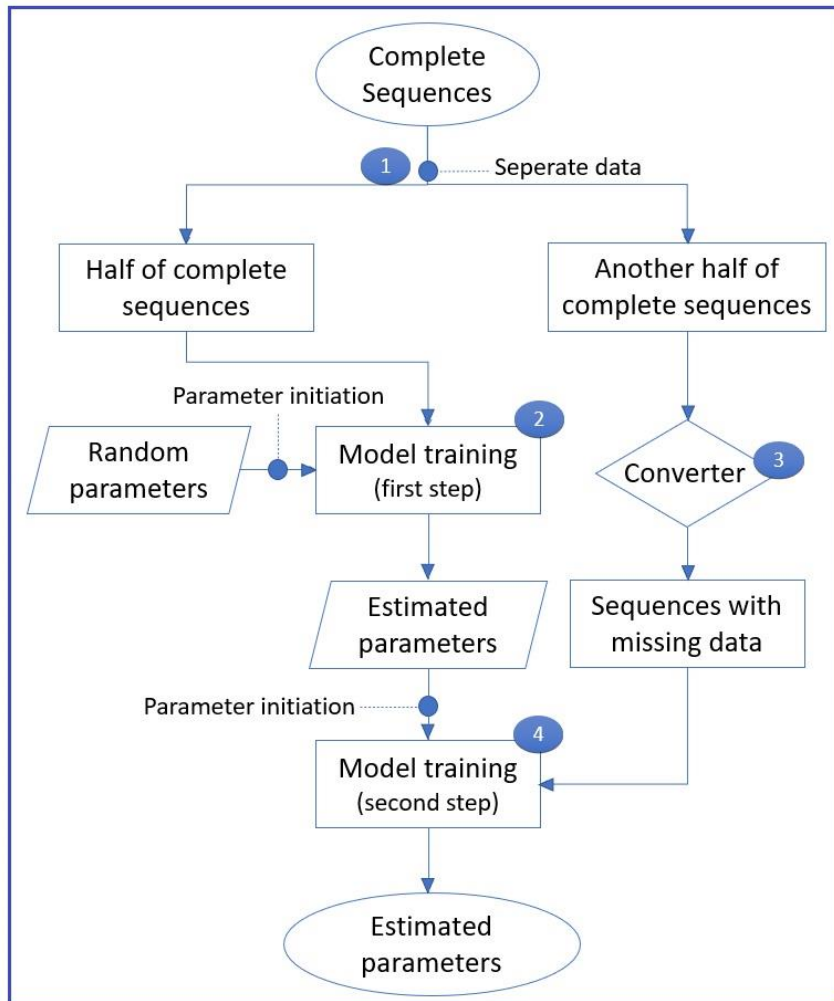 Complete
Sequences
1
Seperate data
Half of complete
sequences
Another half of
complete sequences
Parameter initiation
2
Random
parameters
Model training
(first step)
Converter
3
Estimated
parameters
Sequences with
missing data
Parameter initiation
4
Model training
(second step)
Estimated
parameters